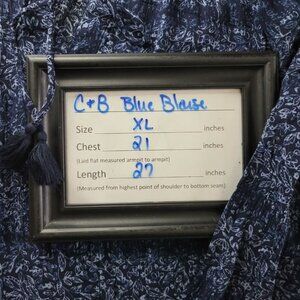 C+B Blue Blouse
Size XL inches
Chest 21 inches
(Laid flat measured armpit to armpit)
Length 27 inches
(Measured from highest point of shoulder to bottom seam)